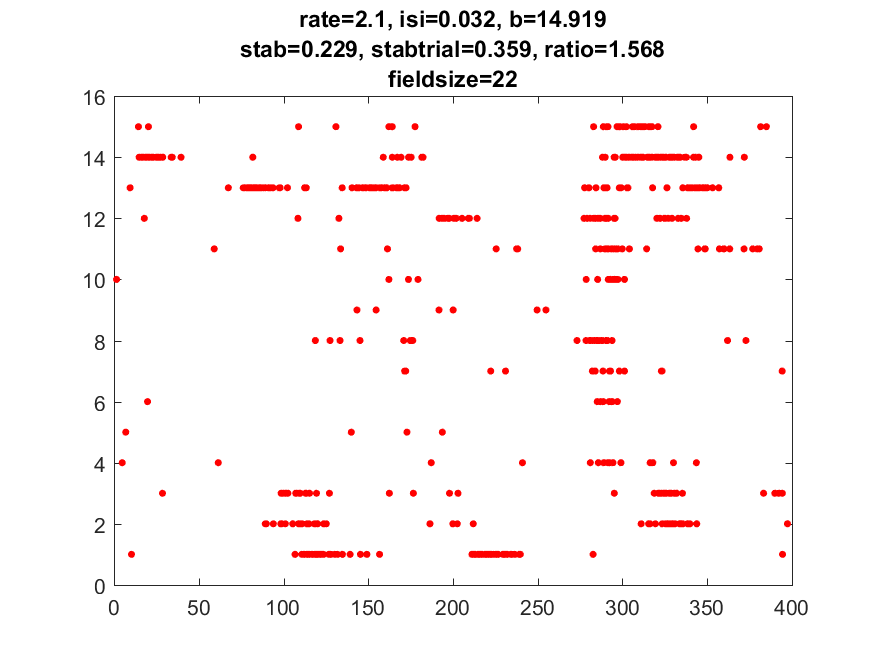 rate=2.1, isi=0.032, b=14.919
stab=0.229, stabtrial=0.359, ratio=1.568
fieldsize=22
16
14
12
10
8
6
4
2
0
0 50 100 150 200 250 300 350 400